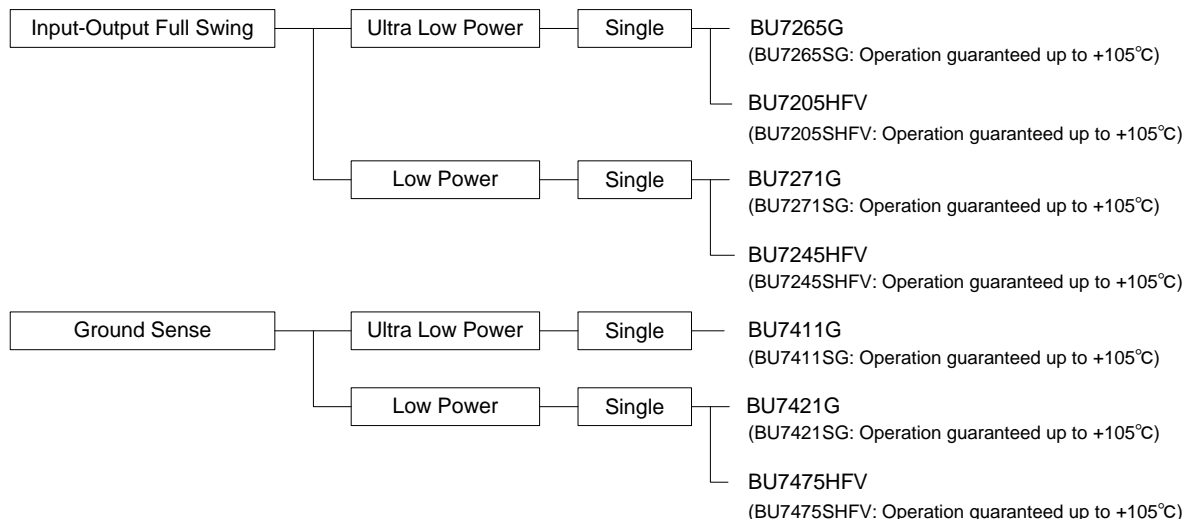 Input-Output Full Swing Ultra Low Power Single BU7265G
(BU7265SG: Operation guaranteed up to +105℃)
BU7205HFV
(BU7205SHFV: Operation guaranteed up to +105℃)
Low Power Single BU7271G
(BU7271SG: Operation guaranteed up to +105℃)
BU7245HFV
(BU7245SHFV: Operation guaranteed up to +105℃)
Ground Sense Ultra Low Power Single BU7411G
(BU7411SG: Operation guaranteed up to +105℃)
Low Power Single BU7421G
(BU7421SG: Operation guaranteed up to +105℃)
BU7475HFV
(BU7475SHFV: Operation guaranteed up to +105℃)